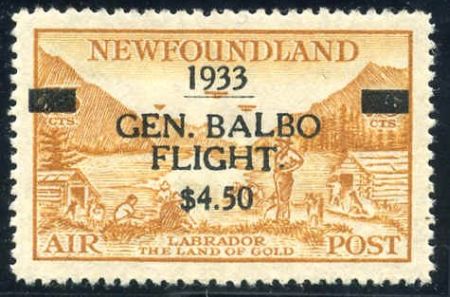 NEWFOUNDLAND
1933
CTS. CTS.
GEN. BALBO
FLIGHT.
$4.50
LABRADOR
AIR THE LAND OF GOLD POST